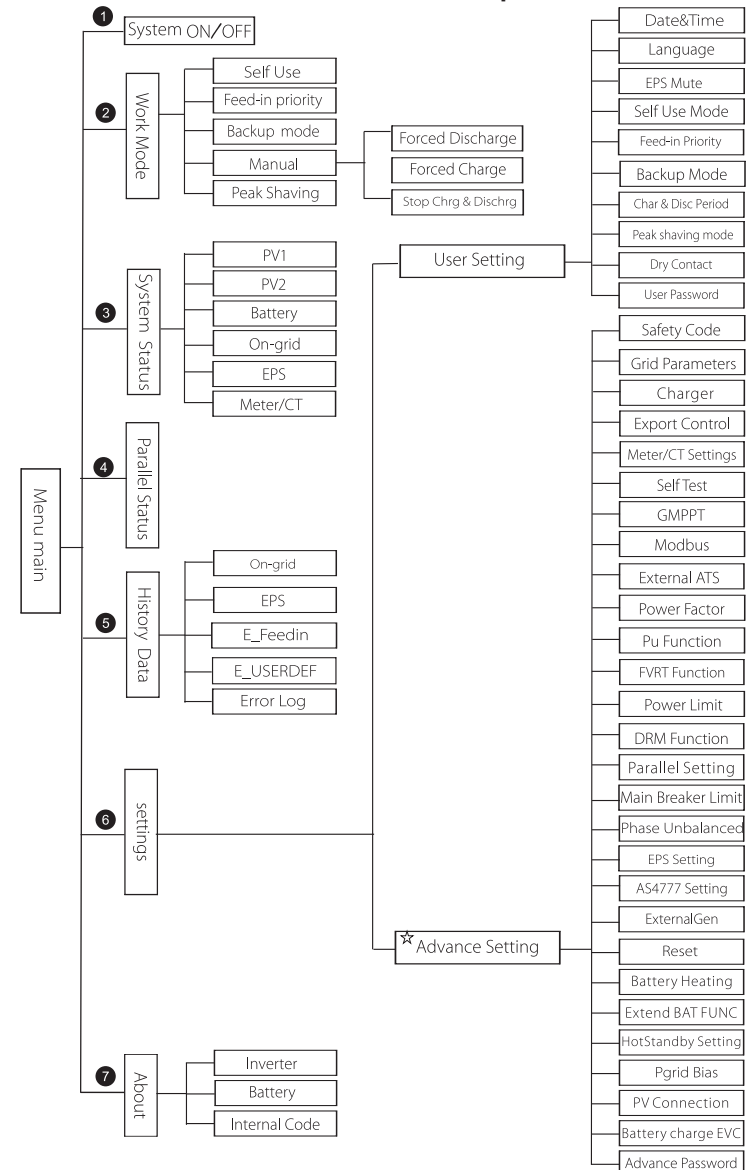 Menu main
1
System ON/OFF
2
Work Mode
Self Use
Feed-in priority
Backup mode
Manual
Peak Shaving
Forced Discharge
Forced Charge
Stop Chrg & Dischrg
3
System Status
PV1
PV2
Battery
On-grid
EPS
Meter/CT
4
Parallel Status
5
History Data
On-grid
EPS
E_Feedin
E_USERDEF
Error Log
6
settings
User Setting
Date&Time
Language
EPS Mute
Self Use Mode
Feed-in Priority
Backup Mode
Char & Disc Period
Peak shaving mode
Dry Contact
User Password
☆Advance Setting
Safety Code
Grid Parameters
Charger
Export Control
Meter/CT Settings
Self Test
GMPPT
Modbus
External ATS
Power Factor
Pu Function
FVRT Function
Power Limit
DRM Function
Parallel Setting
Main Breaker Limit
Phase Unbalanced
EPS Setting
AS4777 Setting
ExternalGen
Reset
Battery Heating
Extend BAT FUNC
HotStandby Setting
Pgrid Bias
PV Connection
Battery charge EVC
Advance Password
7
About
Inverter
Battery
Internal Code